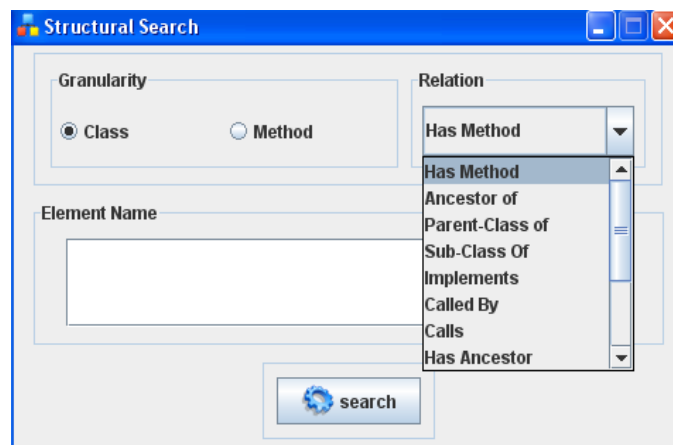 Structural Search
Granularity
Relation
Class
Method
Has Method
Has Method
Ancestor of
Parent-Class of
Sub-Class Of
Implements
Called By
Calls
Has Ancestor
Element Name
search